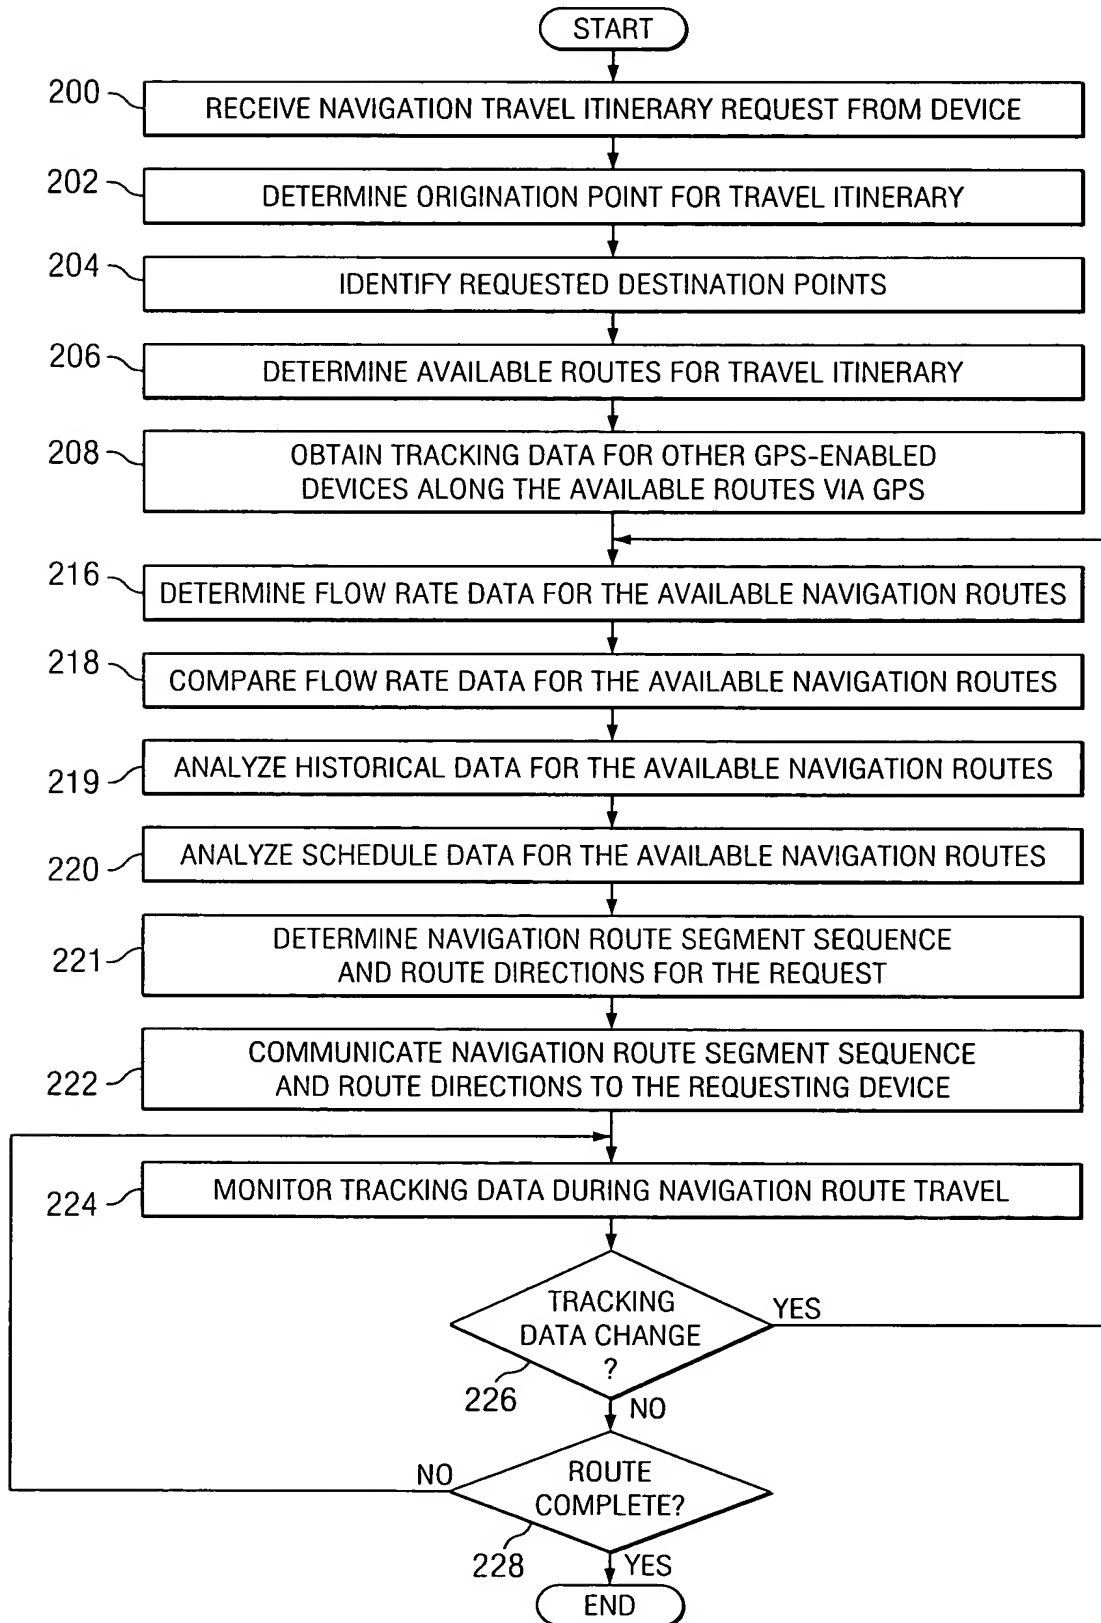 START
200
RECEIVE NAVIGATION TRAVEL ITINERARY REQUEST FROM DEVICE
202
DETERMINE ORIGINATION POINT FOR TRAVEL ITINERARY
204
IDENTIFY REQUESTED DESTINATION POINTS
206
DETERMINE AVAILABLE ROUTES FOR TRAVEL ITINERARY
208
OBTAIN TRACKING DATA FOR OTHER GPS-ENABLED
DEVICES ALONG THE AVAILABLE ROUTES VIA GPS
216
DETERMINE FLOW RATE DATA FOR THE AVAILABLE NAVIGATION ROUTES
218
COMPARE FLOW RATE DATA FOR THE AVAILABLE NAVIGATION ROUTES
219
ANALYZE HISTORICAL DATA FOR THE AVAILABLE NAVIGATION ROUTES
220
ANALYZE SCHEDULE DATA FOR THE AVAILABLE NAVIGATION ROUTES
221
DETERMINE NAVIGATION ROUTE SEGMENT SEQUENCE
AND ROUTE DIRECTIONS FOR THE REQUEST
222
COMMUNICATE NAVIGATION ROUTE SEGMENT SEQUENCE
AND ROUTE DIRECTIONS TO THE REQUESTING DEVICE
224
MONITOR TRACKING DATA DURING NAVIGATION ROUTE TRAVEL
TRACKING
DATA CHANGE
?
YES
226
NO
ROUTE
COMPLETE?
NO
228
YES
END